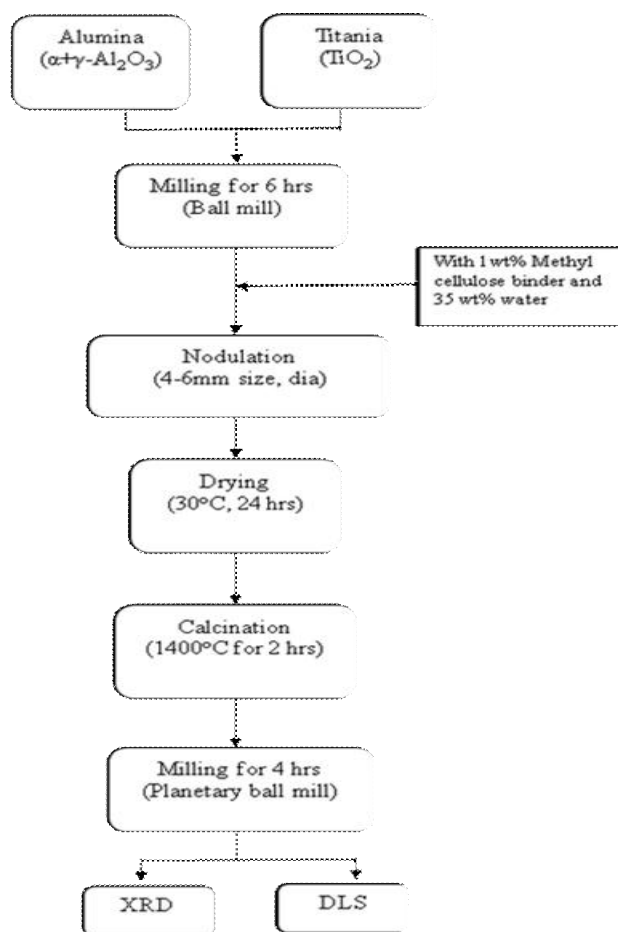 Alumina
(α+γ-Al₂O₃)
Titania
(TiO₂)
Milling for 6 hrs
(Ball mill)
With 1 wt% Methyl
cellulose binder and
35 wt% water
Nodulation
(4-6mm size, dia)
Drying
(30°C, 24 hrs)
Calcination
(1400°C for 2 hrs)
Milling for 4 hrs
(Planetary ball mill)
XRD
DLS